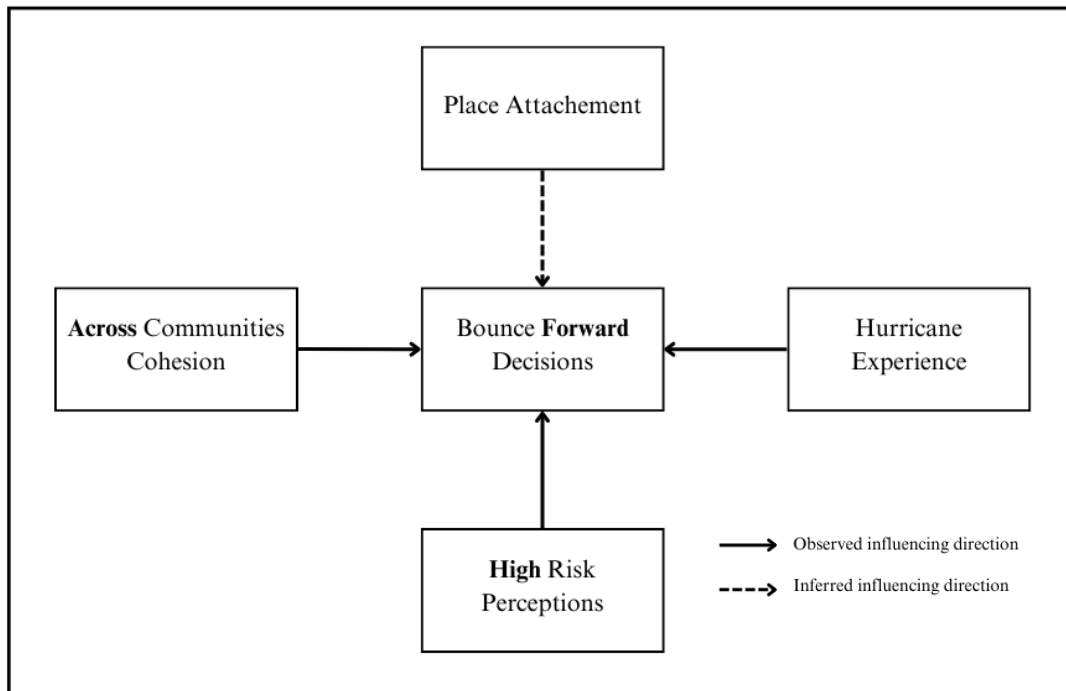 Place Attachement
Across Communities
Cohesion
Bounce Forward
Decisions
Hurricane
Experience
High Risk
Perceptions
Observed influencing direction
Inferred influencing direction